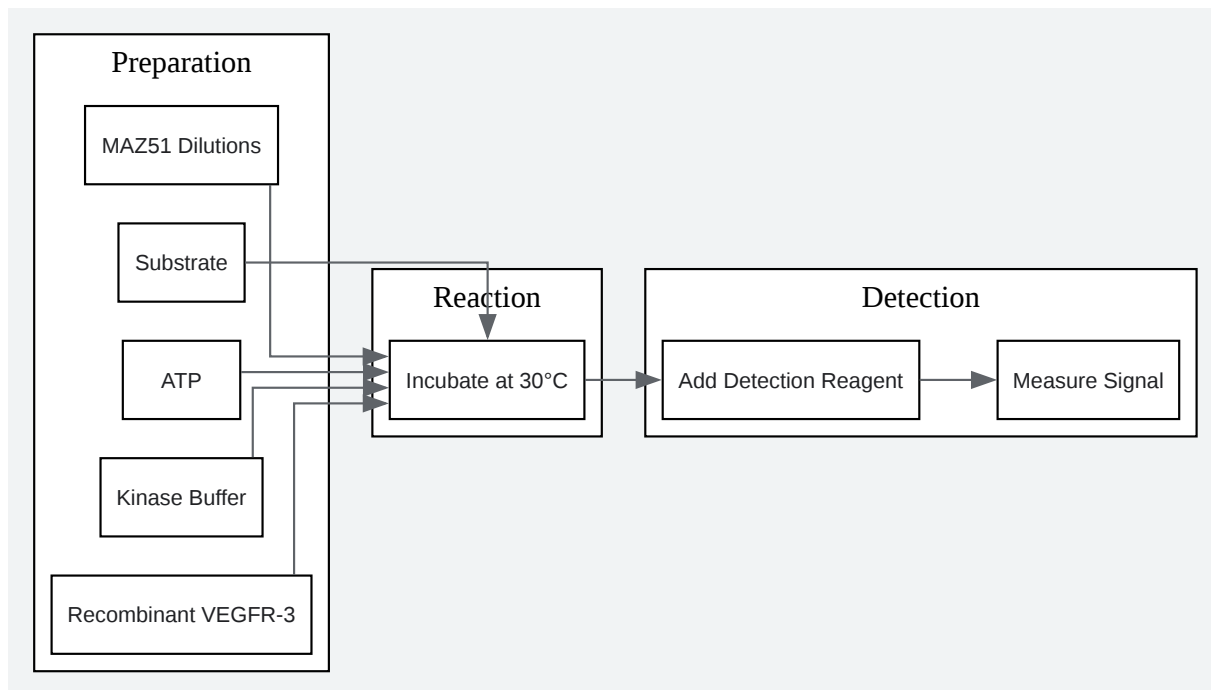 Preparation
MAZ51 Dilutions
Substrate
ATP
Kinase Buffer
Recombinant VEGFR-3
Reaction
Incubate at 30°C
Detection
Add Detection Reagent
Measure Signal